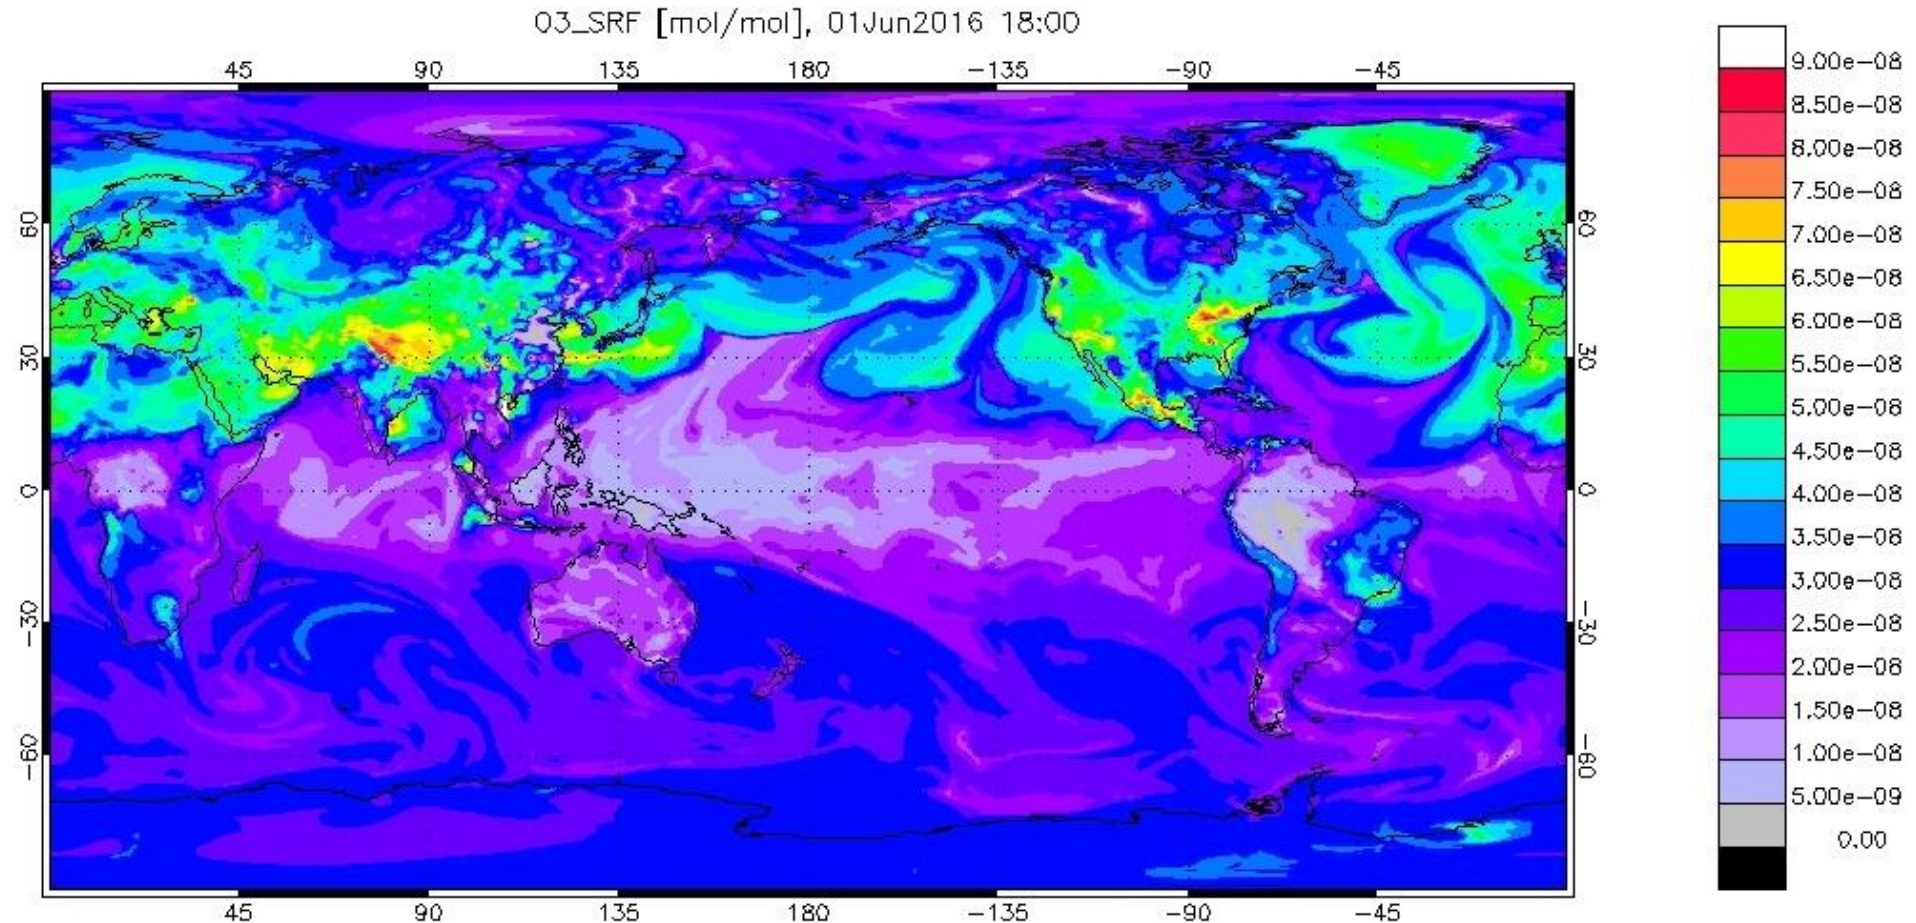 O3_SRF [mol/mol], 01Jun2016 18:00
45 90 135 180 −135 −90 −45
60 30 0 −30 −60
60 30 0 −30 −60
45 90 135 180 −135 −90 −45
9.00e−08
8.50e−08
8.00e−08
7.50e−08
7.00e−08
6.50e−08
6.00e−08
5.50e−08
5.00e−08
4.50e−08
4.00e−08
3.50e−08
3.00e−08
2.50e−08
2.00e−08
1.50e−08
1.00e−08
5.00e−09
0.00